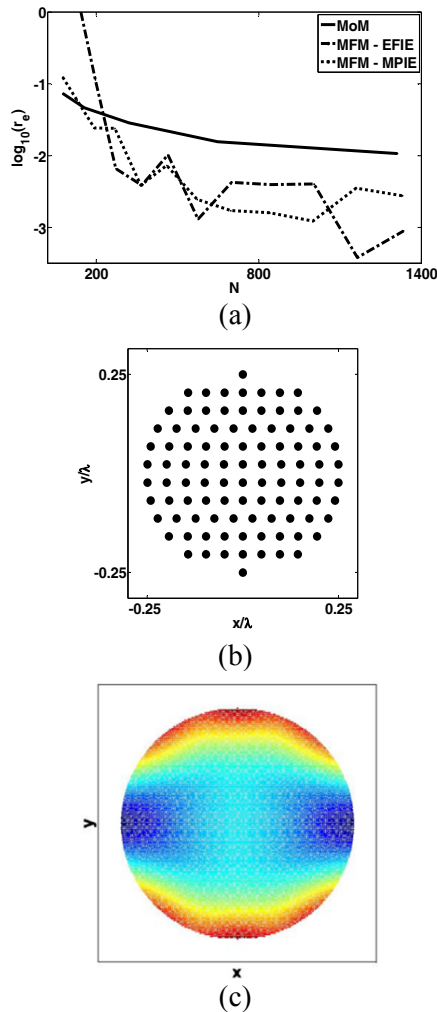 0
-1
-2
-3
log10(re)
MoM
MFM - EFIE
MFM - MPIE
200 800 1400
N
(a)
0.25
-0.25
y/λ
-0.25 0.25
x/λ
(b)
y
x
(c)